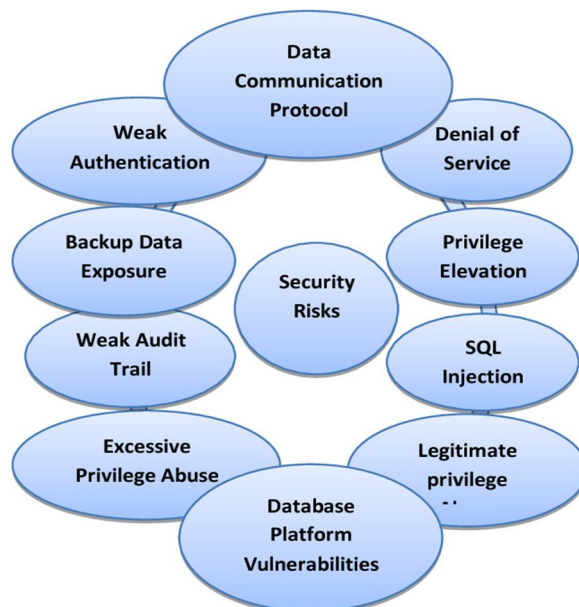 Data
Communication
Protocol
Weak
Authentication
Denial of
Service
Backup Data
Exposure
Privilege
Elevation
Security
Risks
Weak Audit
Trail
SQL
Injection
Excessive
Privilege Abuse
Legitimate
privilege
Database
Platform
Vulnerabilities